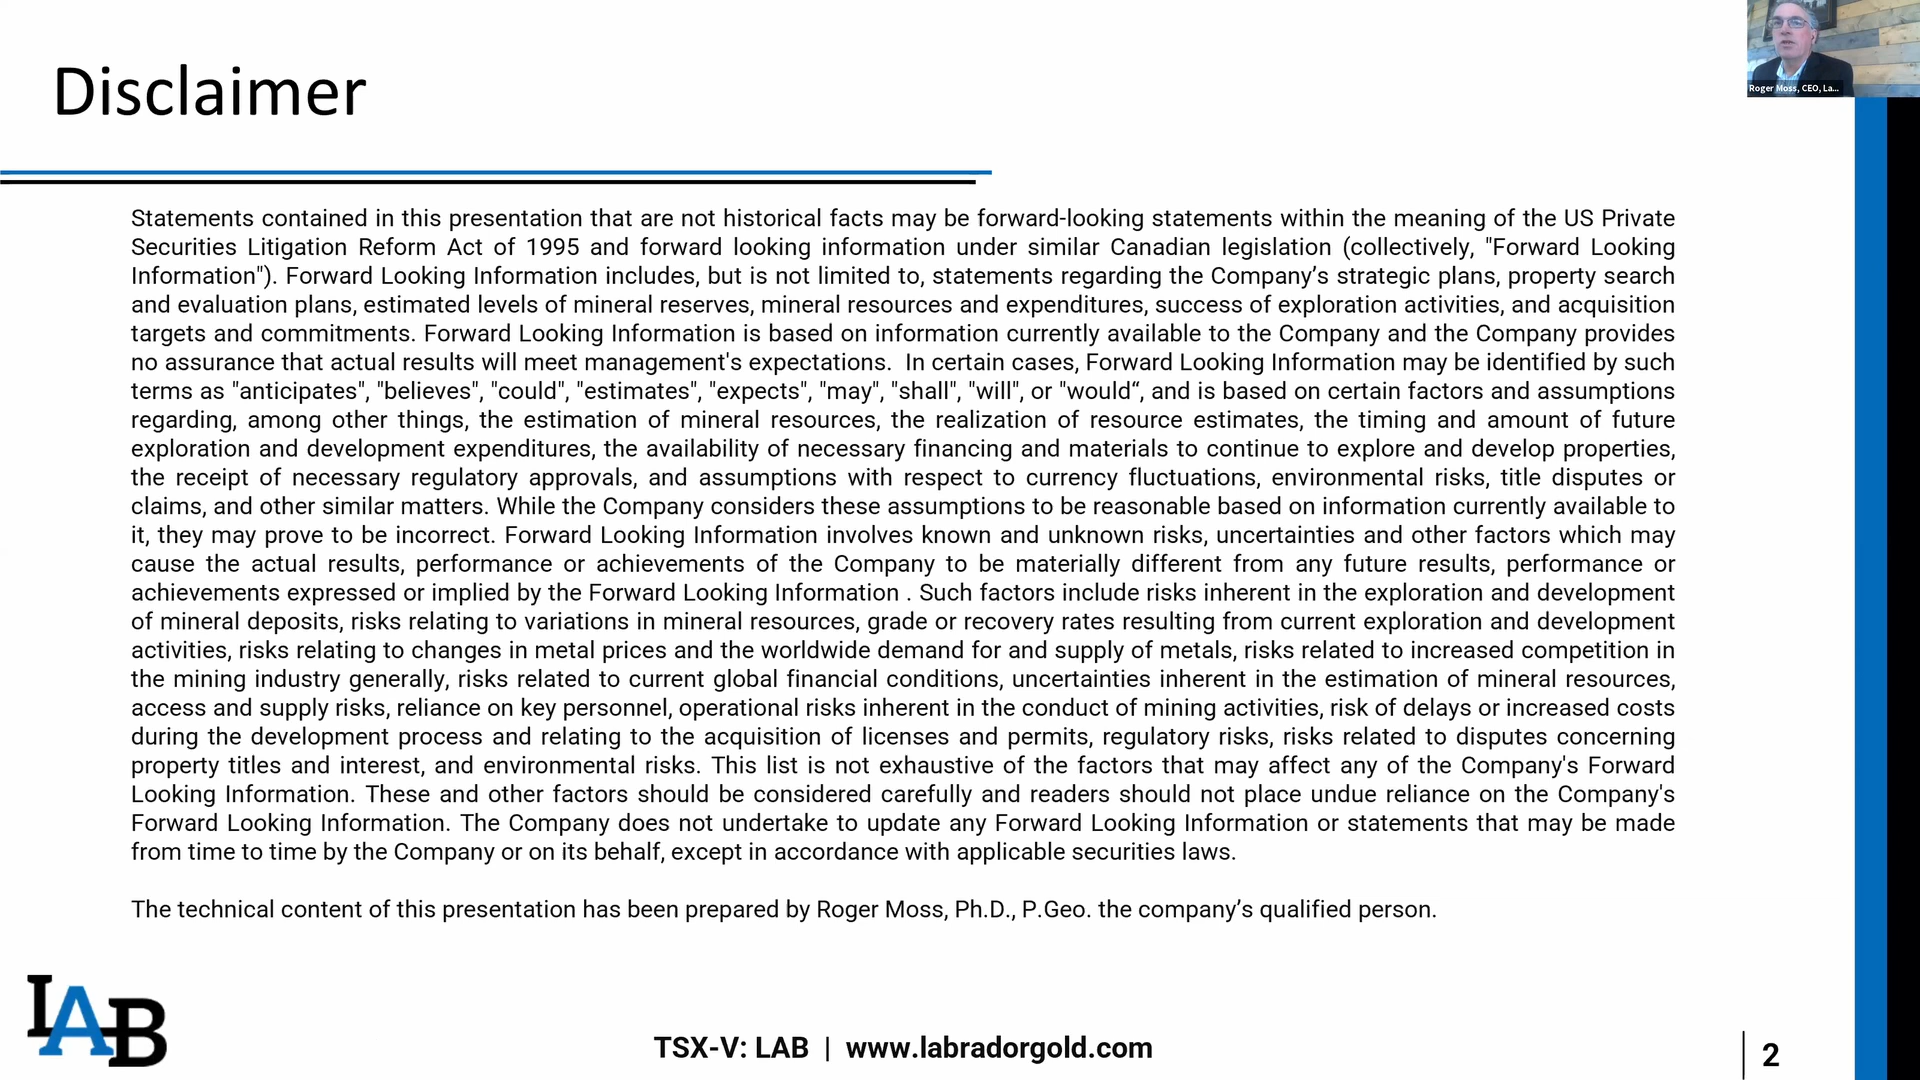 Disclaimer
Roger Moss, CEO, La...
Statements contained in this presentation that are not historical facts may be forward-looking statements within the meaning of the US Private
Securities Litigation Reform Act of 1995 and forward looking information under similar Canadian legislation (collectively, "Forward Looking
Information"). Forward Looking Information includes, but is not limited to, statements regarding the Company’s strategic plans, property search
and evaluation plans, estimated levels of mineral reserves, mineral resources and expenditures, success of exploration activities, and acquisition
targets and commitments. Forward Looking Information is based on information currently available to the Company and the Company provides
no assurance that actual results will meet management's expectations.  In certain cases, Forward Looking Information may be identified by such
terms as "anticipates", "believes", "could", "estimates", "expects", "may", "shall", "will", or "would“, and is based on certain factors and assumptions
regarding, among other things, the estimation of mineral resources, the realization of resource estimates, the timing and amount of future
exploration and development expenditures, the availability of necessary financing and materials to continue to explore and develop properties,
the receipt of necessary regulatory approvals, and assumptions with respect to currency fluctuations, environmental risks, title disputes or
claims, and other similar matters. While the Company considers these assumptions to be reasonable based on information currently available to
it, they may prove to be incorrect. Forward Looking Information involves known and unknown risks, uncertainties and other factors which may
cause the actual results, performance or achievements of the Company to be materially different from any future results, performance or
achievements expressed or implied by the Forward Looking Information . Such factors include risks inherent in the exploration and development
of mineral deposits, risks relating to variations in mineral resources, grade or recovery rates resulting from current exploration and development
activities, risks relating to changes in metal prices and the worldwide demand for and supply of metals, risks related to increased competition in
the mining industry generally, risks related to current global financial conditions, uncertainties inherent in the estimation of mineral resources,
access and supply risks, reliance on key personnel, operational risks inherent in the conduct of mining activities, risk of delays or increased costs
during the development process and relating to the acquisition of licenses and permits, regulatory risks, risks related to disputes concerning
property titles and interest, and environmental risks. This list is not exhaustive of the factors that may affect any of the Company's Forward
Looking Information. These and other factors should be considered carefully and readers should not place undue reliance on the Company's
Forward Looking Information. The Company does not undertake to update any Forward Looking Information or statements that may be made
from time to time by the Company or on its behalf, except in accordance with applicable securities laws.
The technical content of this presentation has been prepared by Roger Moss, Ph.D., P.Geo. the company’s qualified person.
LAB
TSX-V: LAB | www.labradorgold.com
2